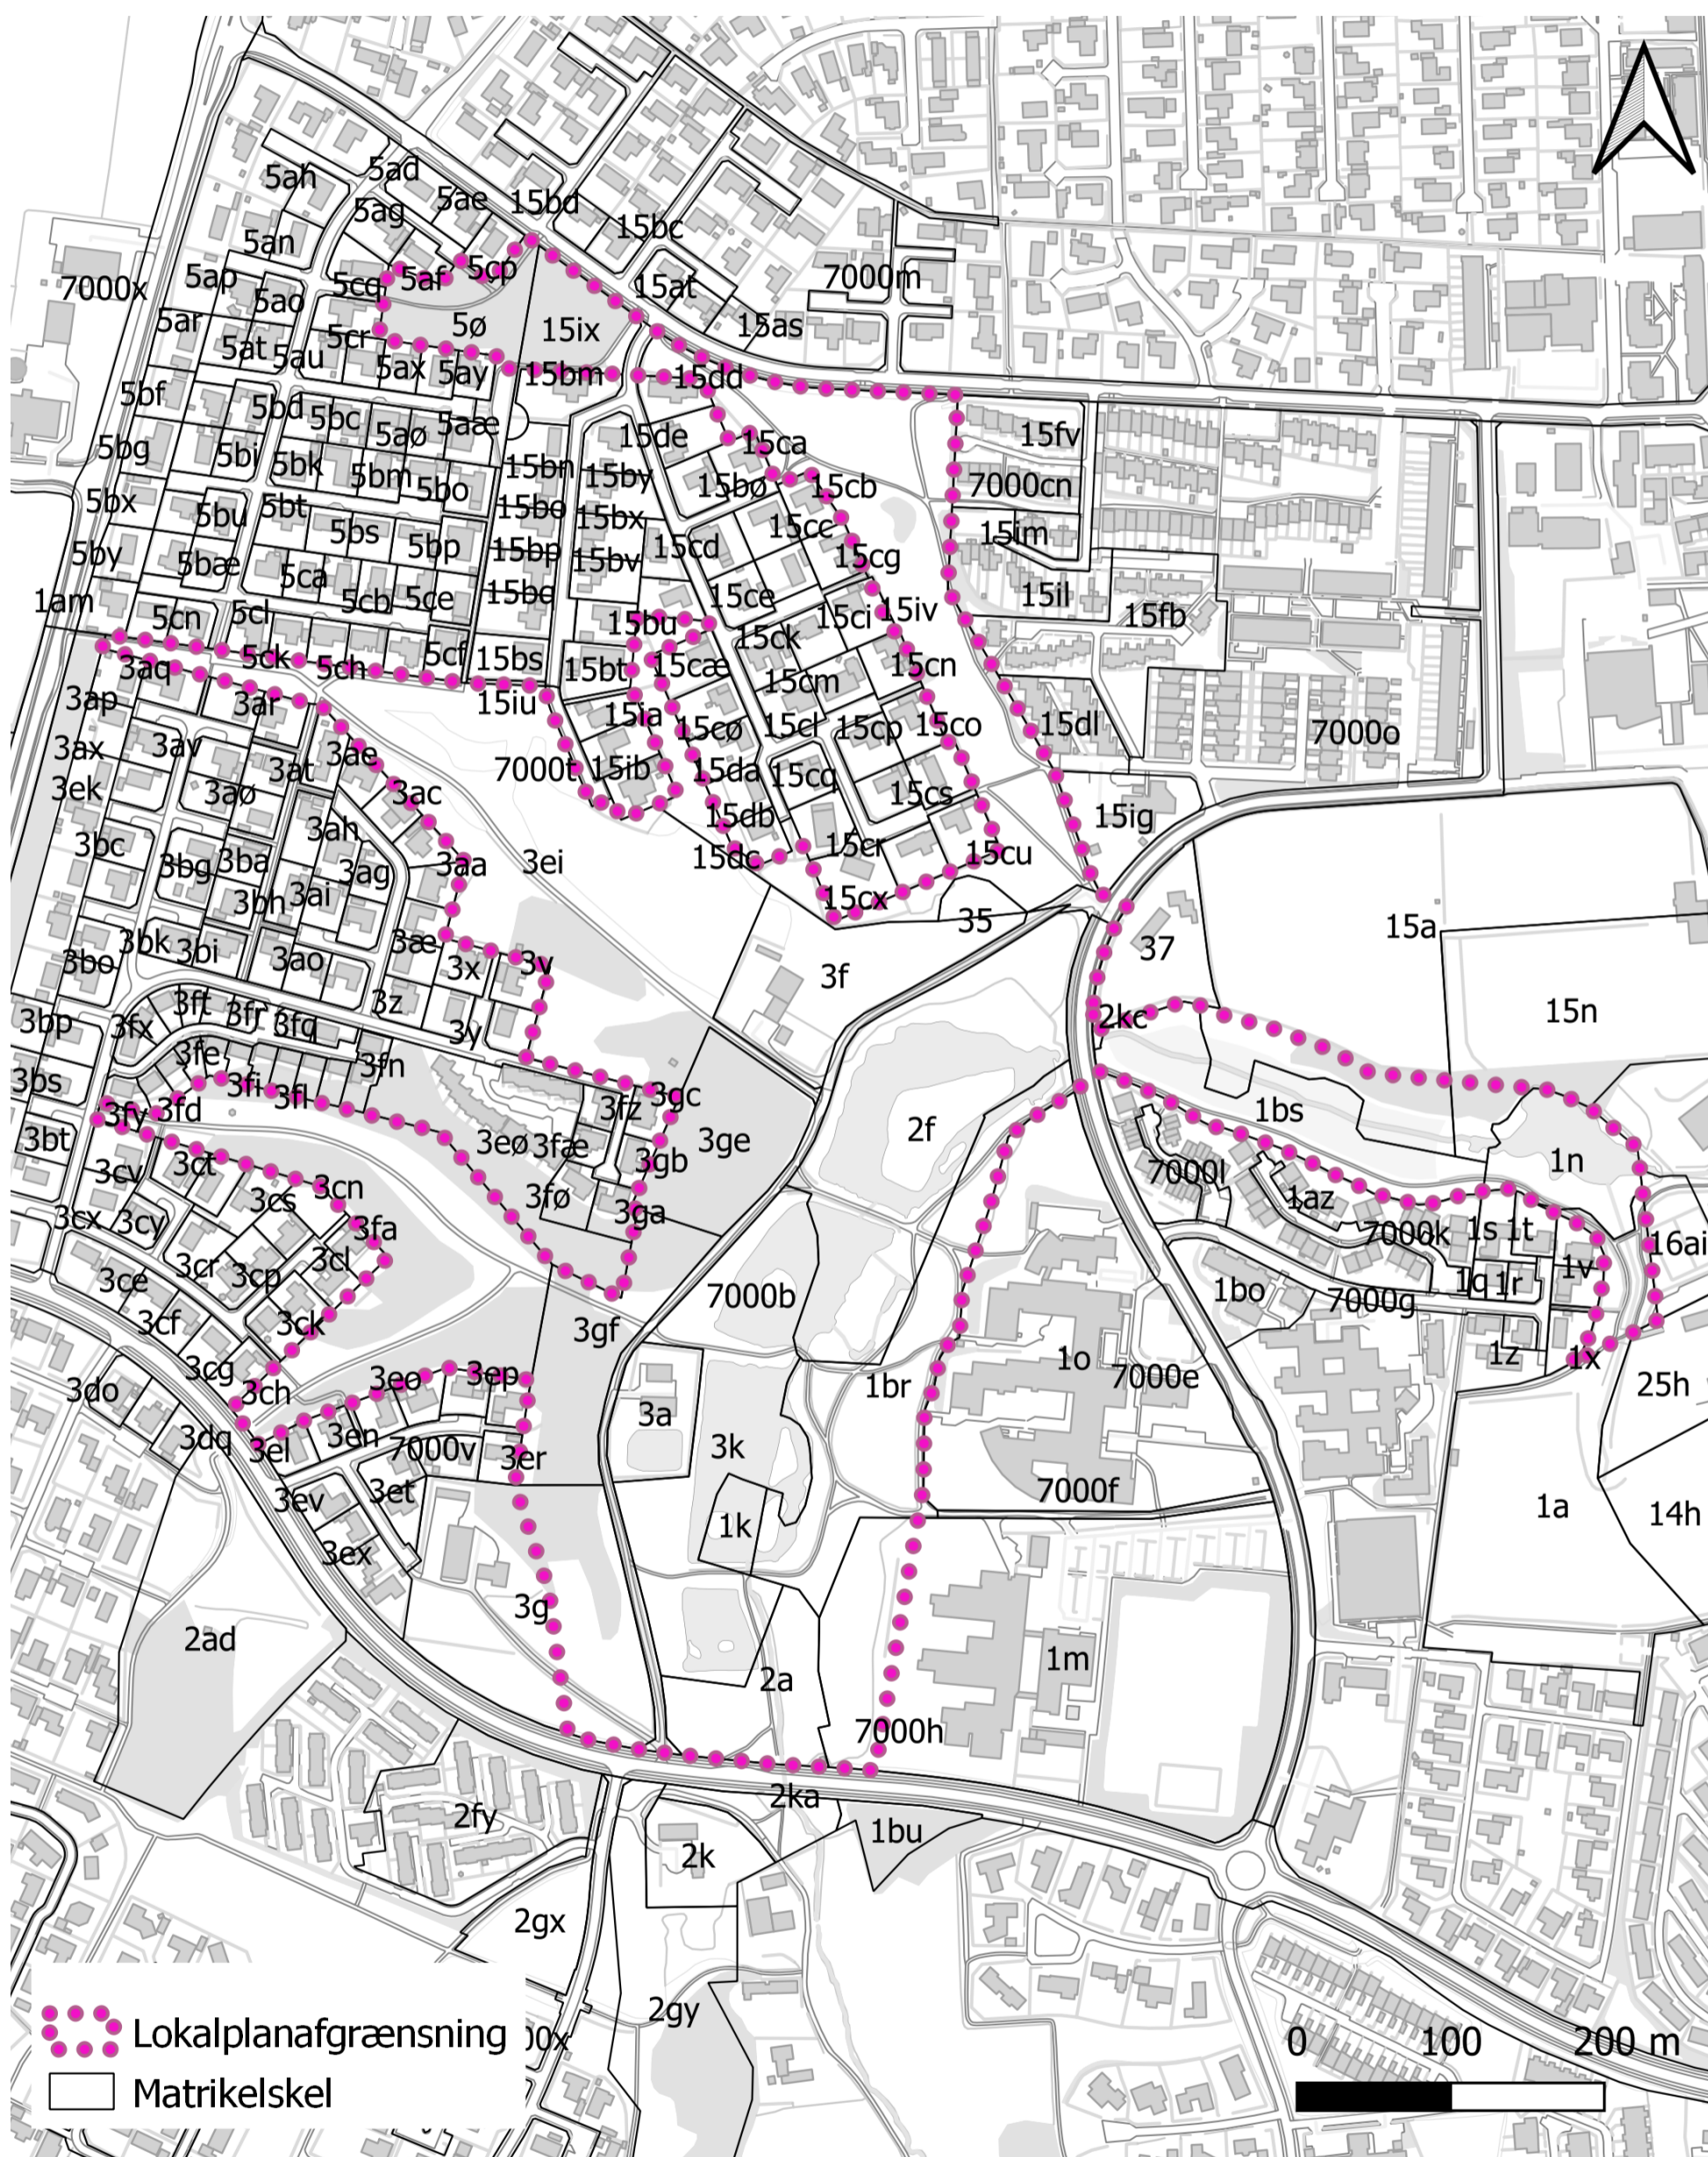 5ah
5ad
5ae
15bd
5ag
15bc
5an
5ap
7000x
5cq
5af
5cp
15at
7000m
5ao
5ar
5cr
5ø
15ix
15as
5at
5au
5ax
5ay
15bm
15dd
5bf
5bd
5bc
5aø
5aæ
15de
15ca
15fv
5bg
5bi
5bk
5bm
5bo
15bn
15by
15bø
15cb
7000cn
5bx
5bu
5bt
5bs
15bo
15bx
15cc
15im
5by
5bæ
5bp
15bp
15bv
15cd
15cg
1am
5ca
5cb
5ce
15bq
15ce
15ci
15iv
15il
15fb
5cn
5cl
15bu
15ck
3aq
5ck
5ch
5cf
15bs
15bt
15cæ
15cn
3ap
3ar
15iu
15ia
15cm
15cø
15cl
15cp
15co
15dl
7000o
3ax
3av
3ae
3ek
3at
7000t
15ib
15da
15cq
3aø
3ac
15cs
15db
15ig
3bc
3ah
3bg
3ba
3ag
3aa
3ei
15dc
15cr
15cu
3bh
3ai
15cx
35
15a
3bk
3bi
3æ
3bo
3ao
3x
3v
3f
37
3bp
3ft
3fr
3fq
3z
3y
2kc
15n
3fx
3fe
3fn
3bs
3fi
3fl
3fy
3fd
3fz
3gc
1bs
3bt
3eø
3fæ
3ge
2f
3cv
3ct
3gb
7000l
1n
3cs
3cn
3fø
1az
3cx
3cy
3fa
3ga
7000k
1s
1t
16ai
3cr
3cl
1v
3ce
3cp
7000b
1bo
7000g
1q
1r
3cf
3ck
3gf
1z
1x
3cg
3ch
3eo
3ep
1br
1o
7000e
25h
3do
3a
3dq
3el
3en
7000v
3er
3k
3ev
3et
7000f
1k
1a
14h
3ex
3g
2ad
1m
2a
7000h
2ka
2fy
1bu
2k
2gx
2gy
Lokalplanafgrænsning
00x
Matrikelskel
0 100 200 m